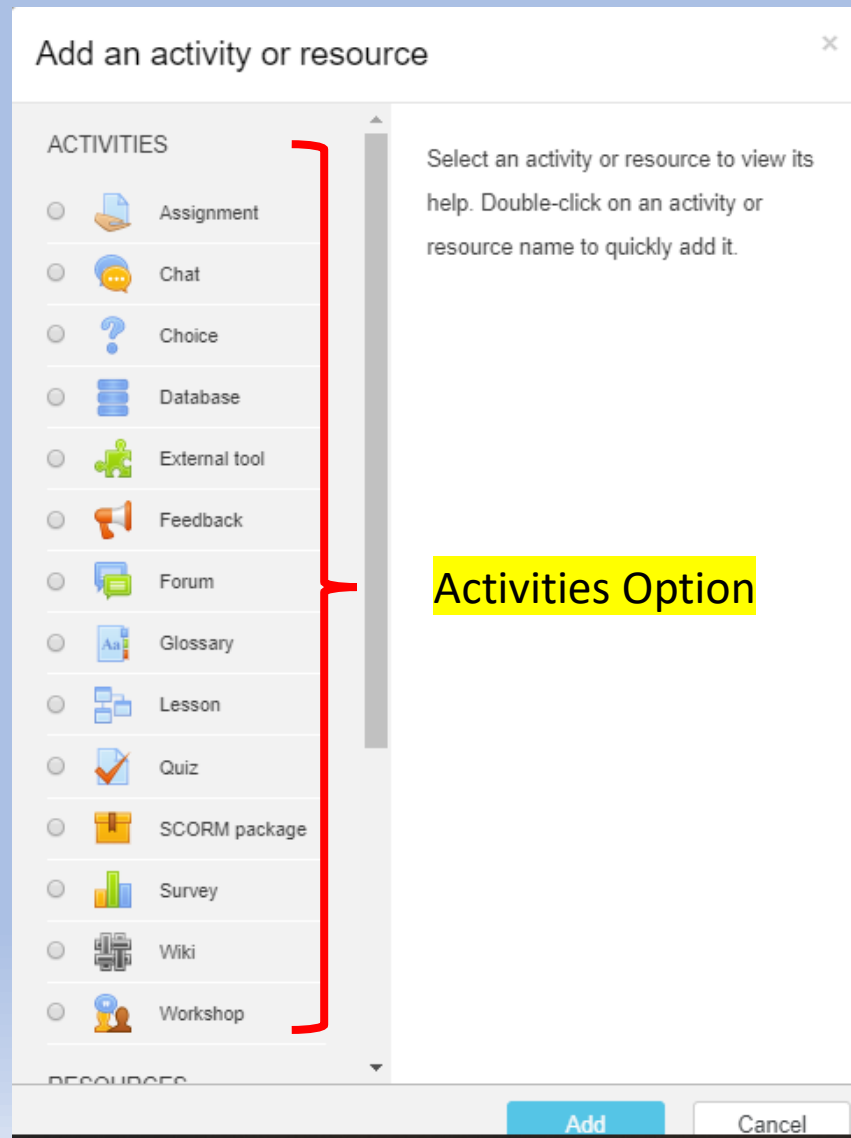 Add an activity or resource
×
ACTIVITIES
Assignment
Chat
Choice
Database
External tool
Feedback
Forum
Aa
Glossary
Lesson
Quiz
SCORM package
Survey
Wiki
Workshop
RESOURCES
Select an activity or resource to view its
help. Double-click on an activity or
resource name to quickly add it.
Activities Option
Add
Cancel